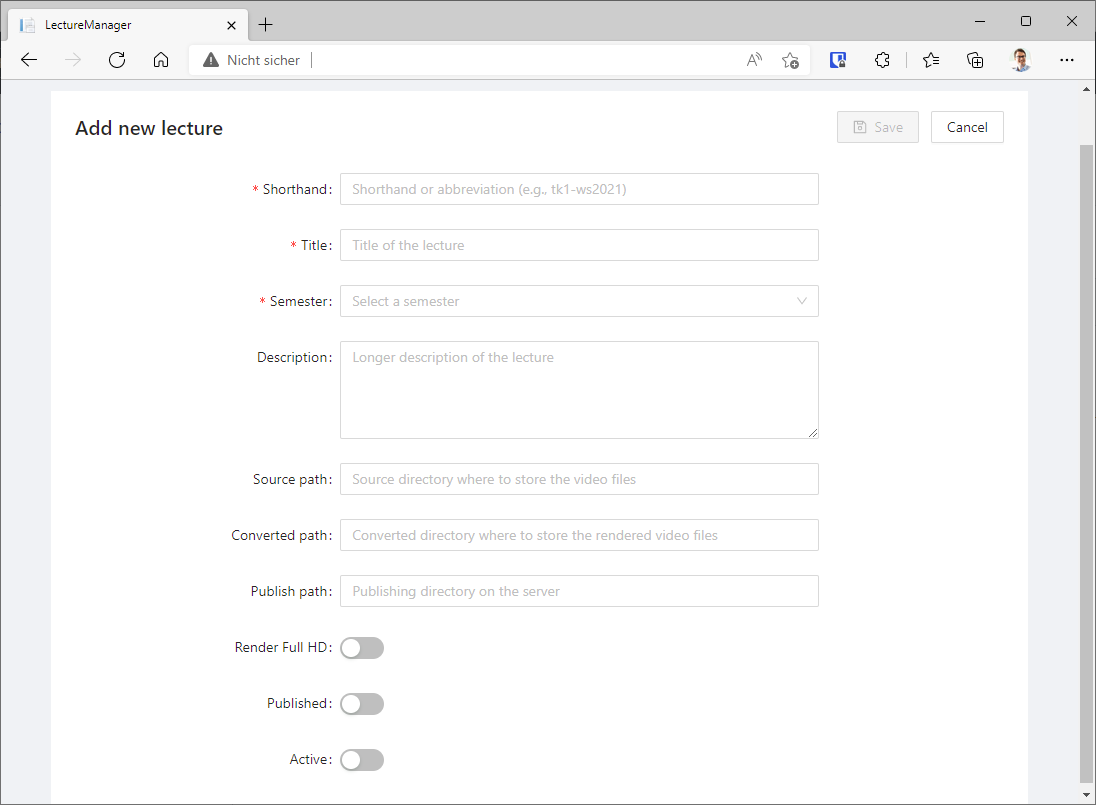 LectureManager
Nicht sicher
Add new lecture
Save
Cancel
* Shorthand:
Shorthand or abbreviation (e.g., tk1-ws2021)
* Title:
Title of the lecture
* Semester:
Select a semester
Description:
Longer description of the lecture
Source path:
Source directory where to store the video files
Converted path:
Converted directory where to store the rendered video files
Publish path:
Publishing directory on the server
Render Full HD:
Published:
Active: